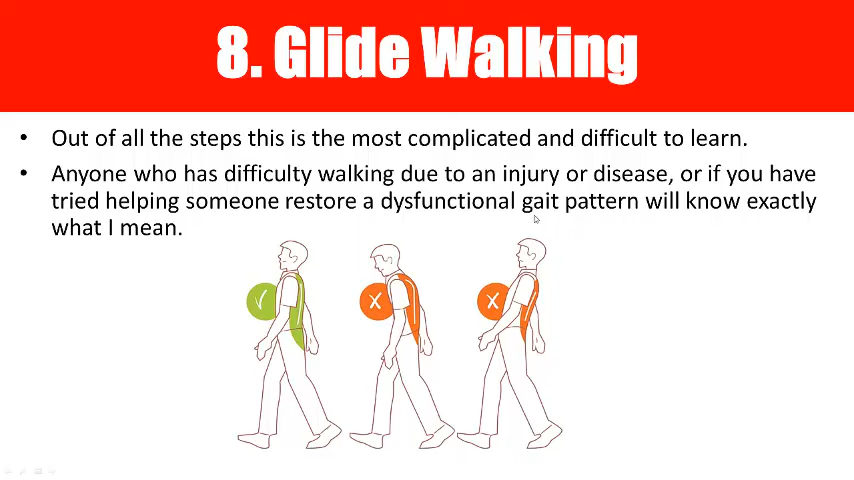 8. Glide Walking
• Out of all the steps this is the most complicated and difficult to learn.
• Anyone who has difficulty walking due to an injury or disease, or if you have
tried helping someone restore a dysfunctional gait pattern will know exactly
what I mean.